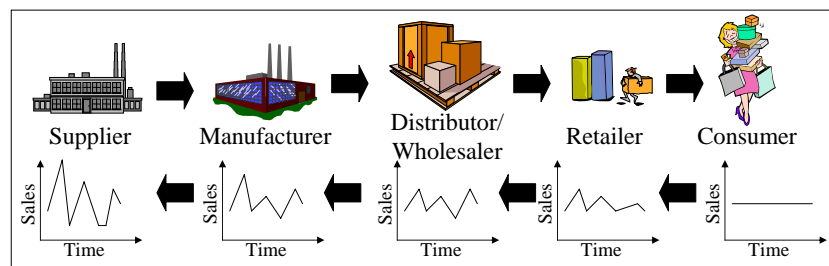 Supplier
Manufacturer
Distributor/
Wholesaler
Retailer
Consumer
Sales
Time
Sales
Time
Sales
Time
Sales
Time
Sales
Time